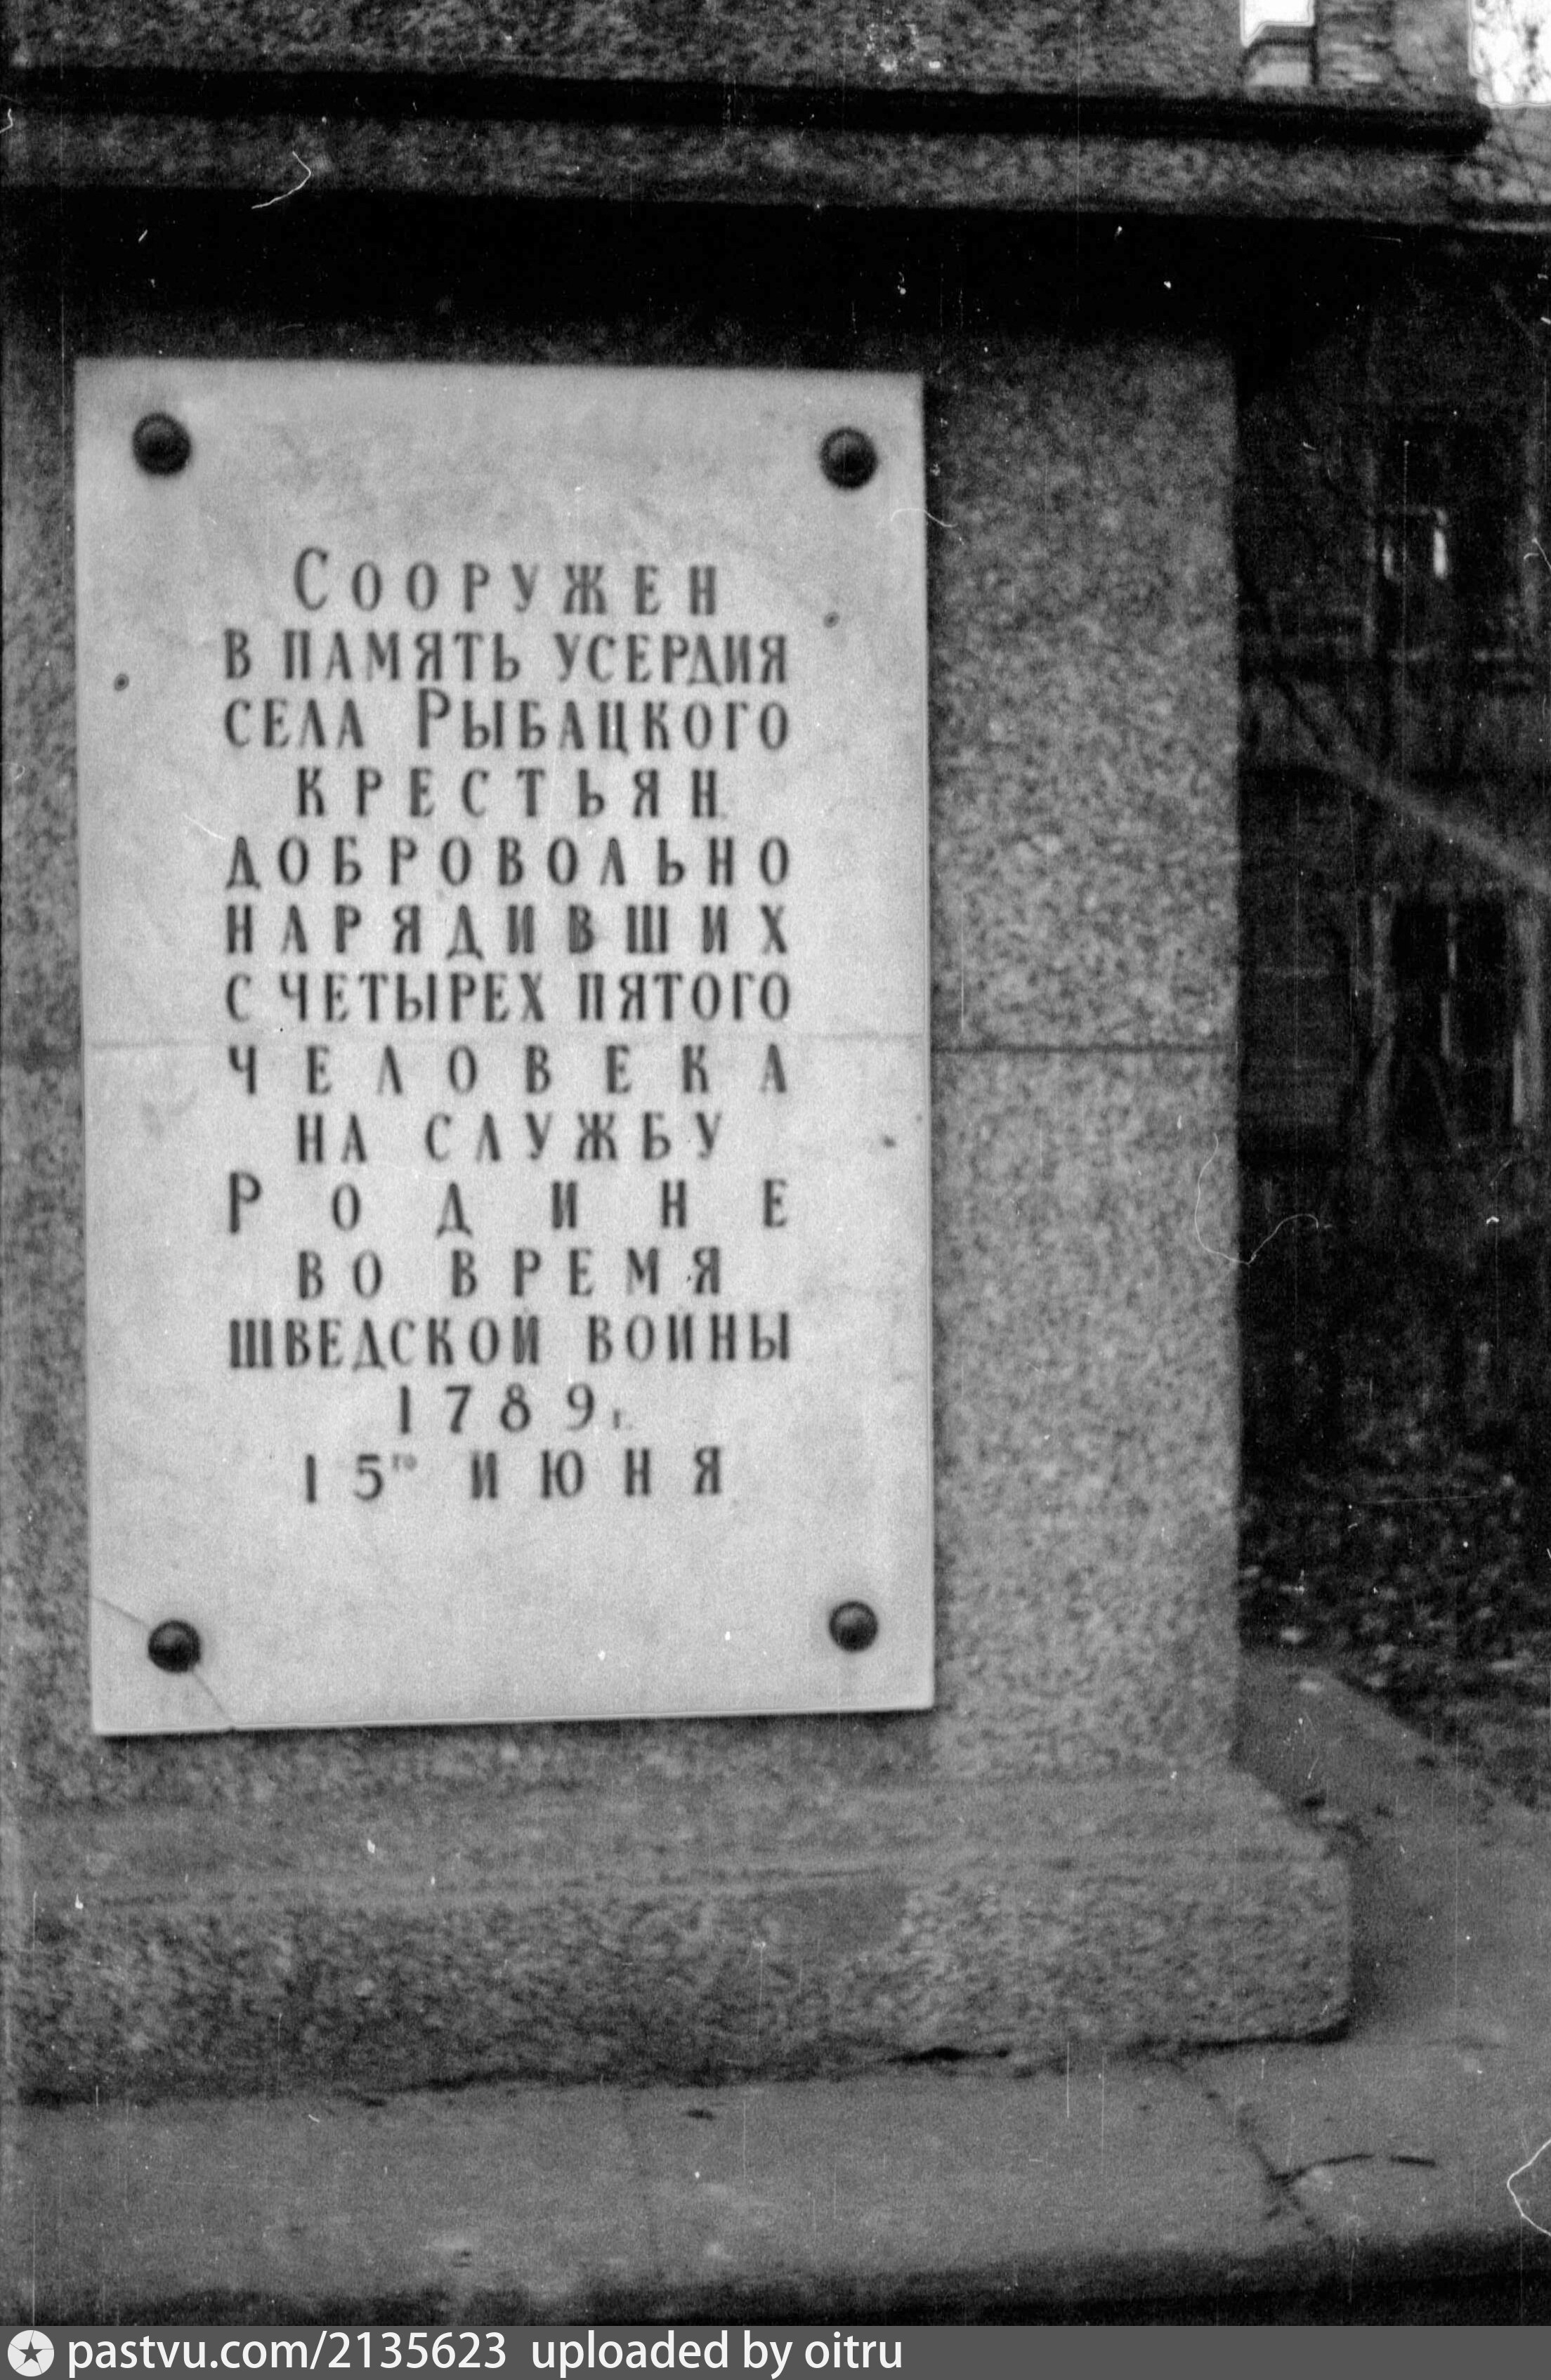 Сооружен
в память усердия
села Рыбацкого
крестьян
добровольно
нарядивших
с четырех пятого
человека
на службу
Родине
во время
шведской войны
1789 г.
15го июня
pastvu.com/2135623 uploaded by oitru